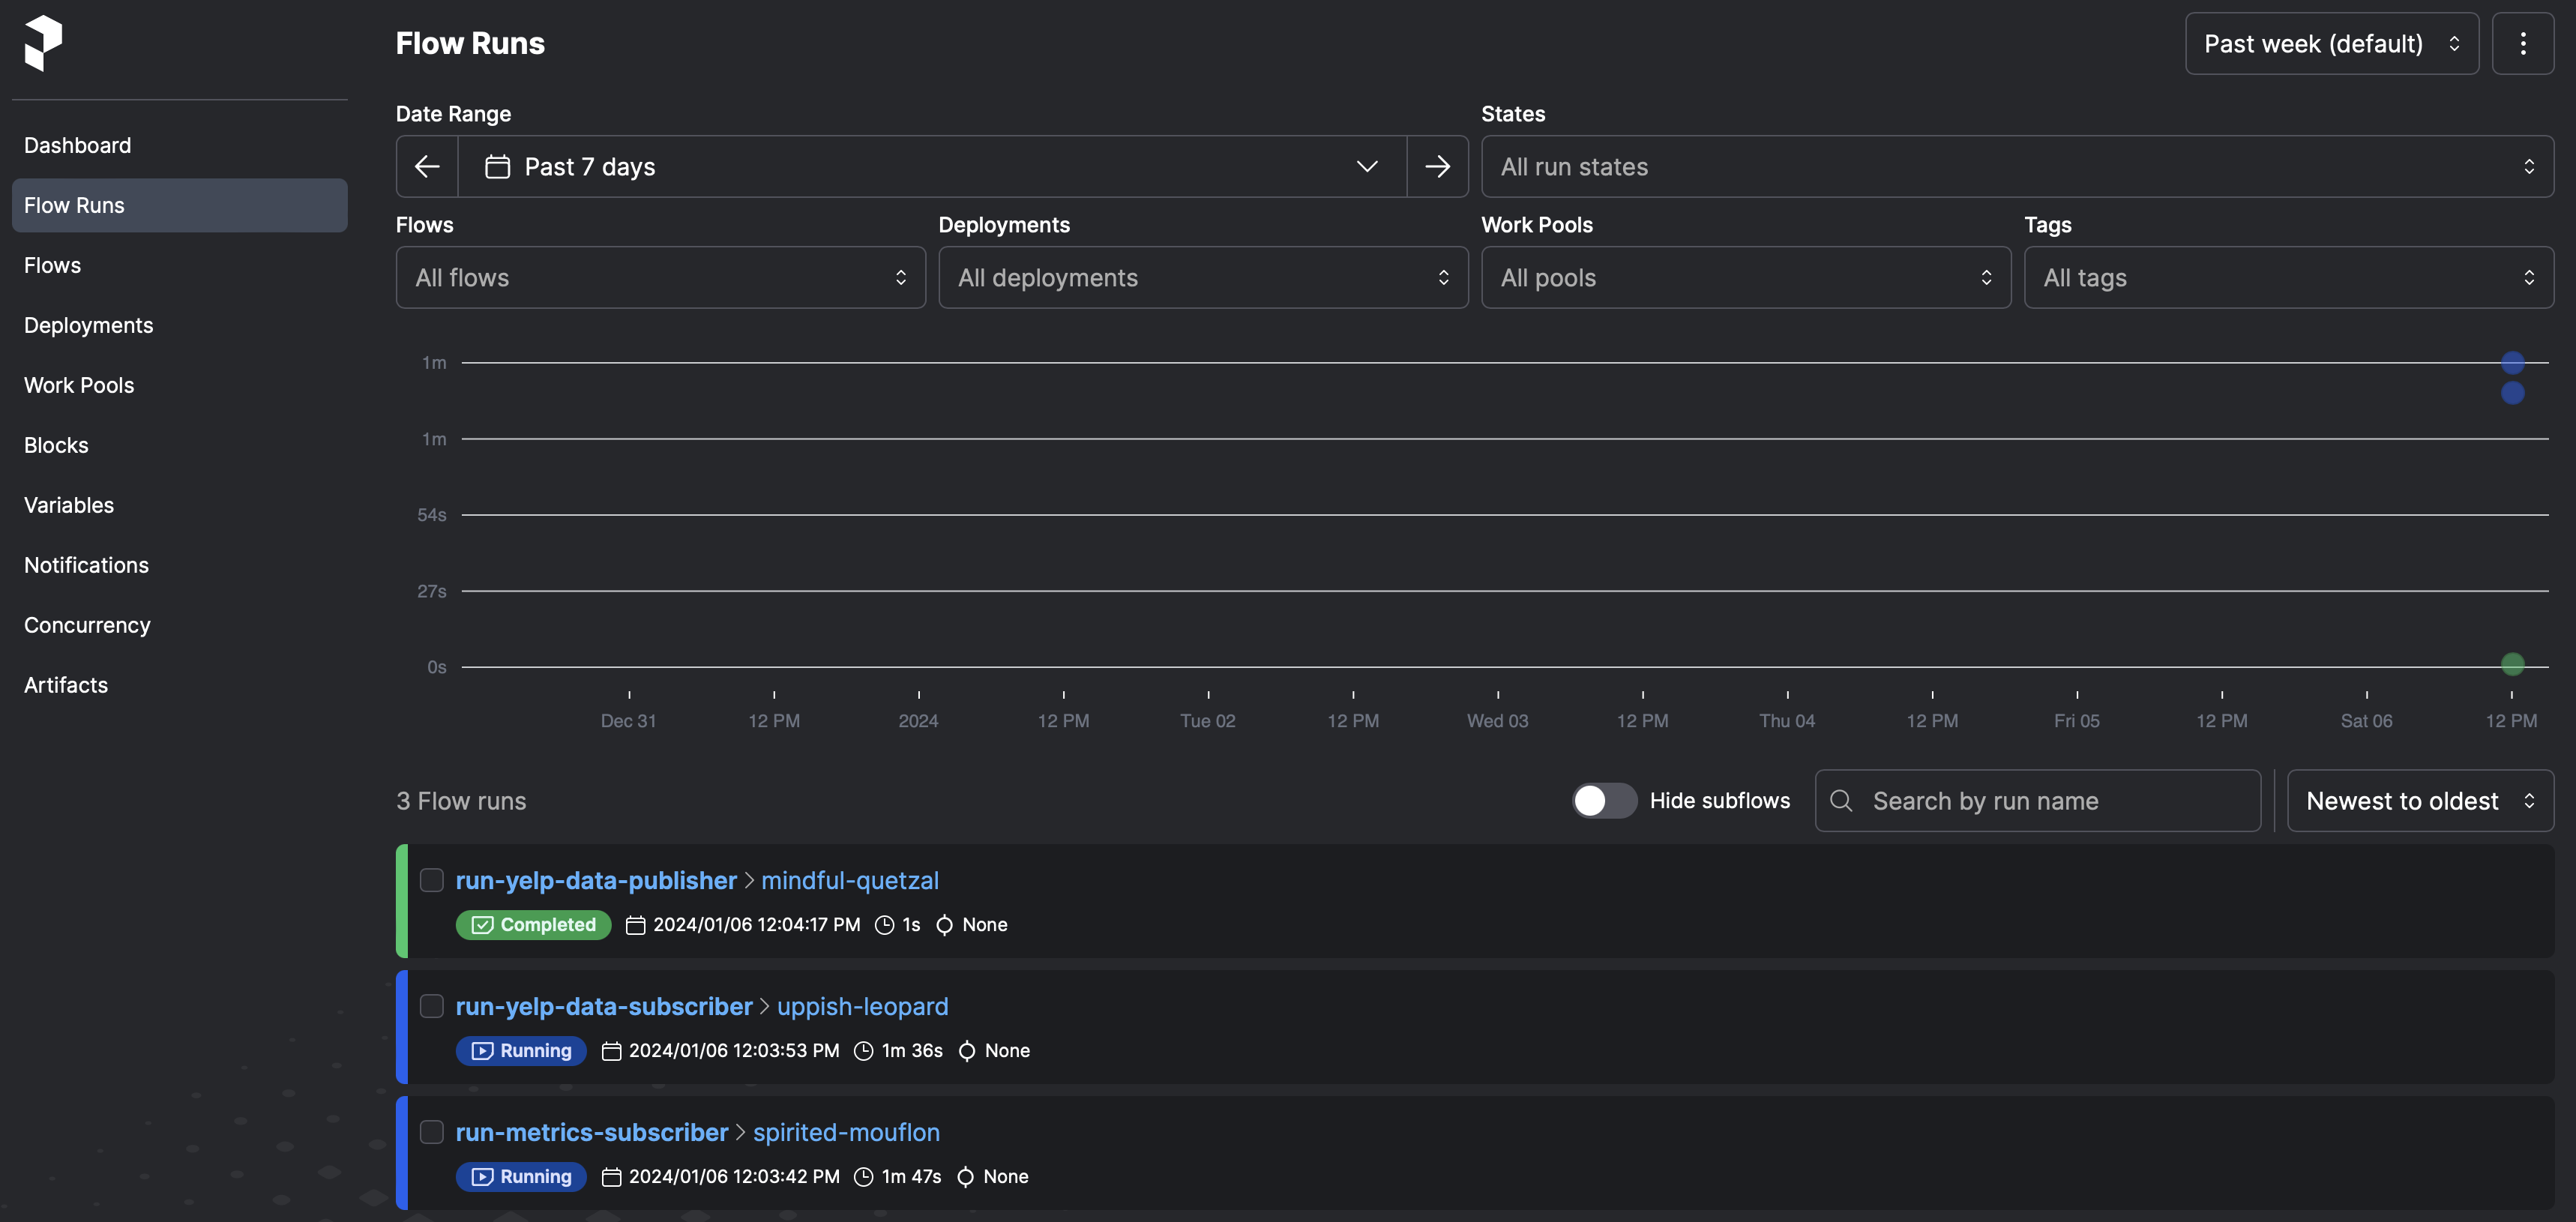 Flow Runs
Past week (default)
Dashboard
Flow Runs
Flows
Deployments
Work Pools
Blocks
Variables
Notifications
Concurrency
Artifacts
Date Range
States
Past 7 days
All run states
Flows
Deployments
Work Pools
Tags
All flows
All deployments
All pools
All tags
1m
1m
54s
27s
0s
Dec 31
12 PM
2024
12 PM
Tue 02
12 PM
Wed 03
12 PM
Thu 04
12 PM
Fri 05
12 PM
Sat 06
12 PM
3 Flow runs
Hide subflows
Search by run name
Newest to oldest
run-yelp-data-publisher > mindful-quetzal
Completed 2024/01/06 12:04:17 PM 1s None
run-yelp-data-subscriber > uppish-leopard
Running 2024/01/06 12:03:53 PM 1m 36s None
run-metrics-subscriber > spirited-mouflon
Running 2024/01/06 12:03:42 PM 1m 47s None